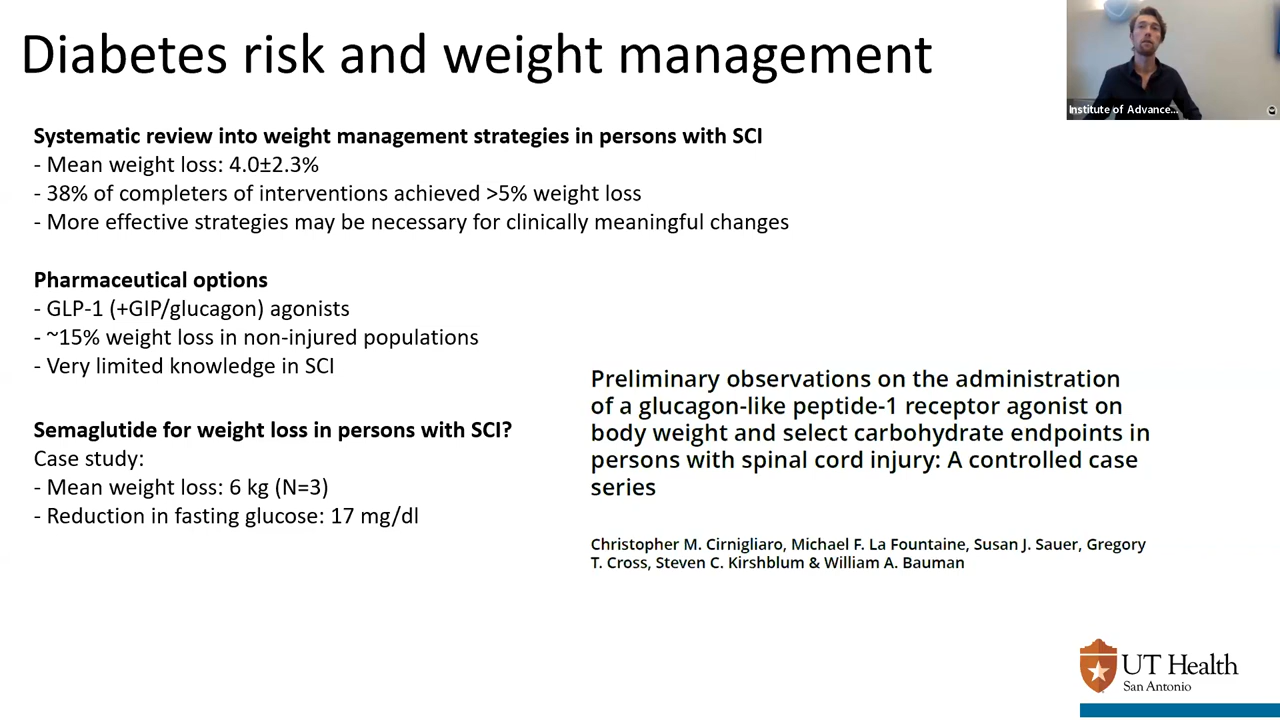 Diabetes risk and weight management
Institute of Advance...
Systematic review into weight management strategies in persons with SCI
- Mean weight loss: 4.0±2.3%
- 38% of completers of interventions achieved >5% weight loss
- More effective strategies may be necessary for clinically meaningful changes
Pharmaceutical options
- GLP-1 (+GIP/glucagon) agonists
- ~15% weight loss in non-injured populations
- Very limited knowledge in SCI
Semaglutide for weight loss in persons with SCI?
Case study:
- Mean weight loss: 6 kg (N=3)
- Reduction in fasting glucose: 17 mg/dl
Preliminary observations on the administration
of a glucagon-like peptide-1 receptor agonist on
body weight and select carbohydrate endpoints in
persons with spinal cord injury: A controlled case
series
Christopher M. Cirnigliaro, Michael F. La Fountaine, Susan J. Sauer, Gregory
T. Cross, Steven C. Kirshblum & William A. Bauman
UT Health
San Antonio